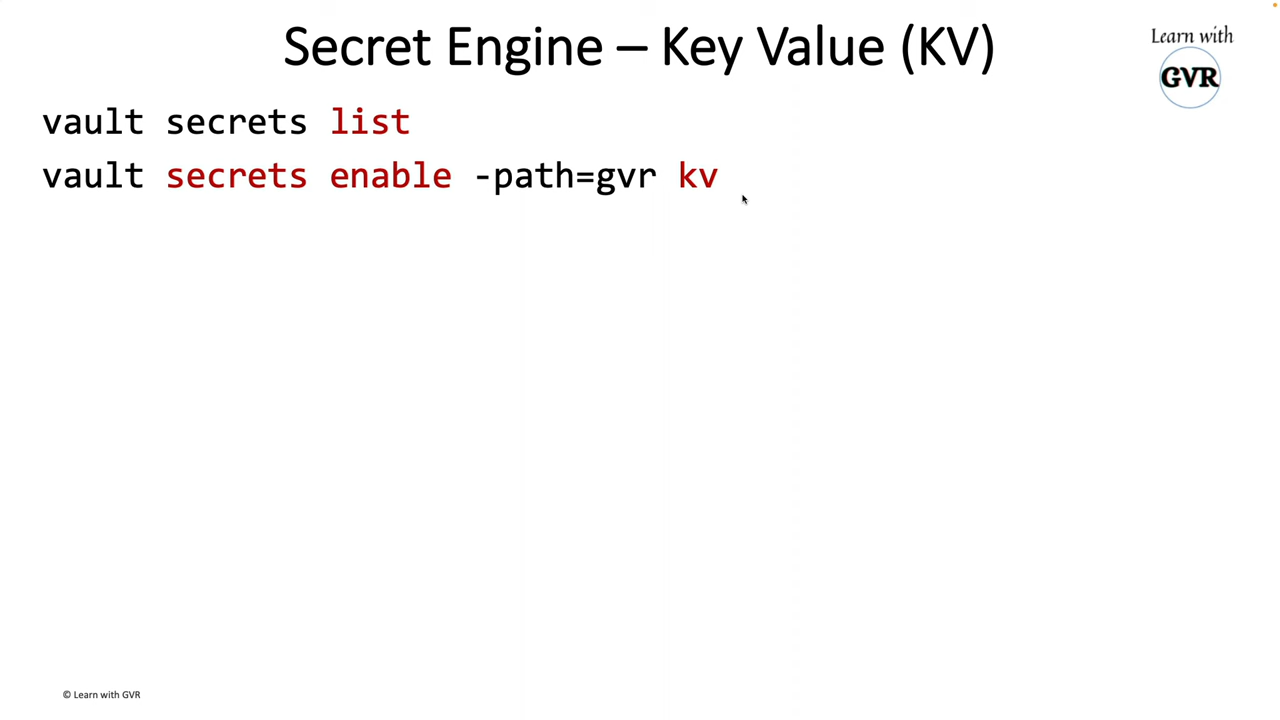 Secret Engine – Key Value (KV)
Learn with
GVR
vault secrets list
vault secrets enable -path=gvr kv
© Learn with GVR